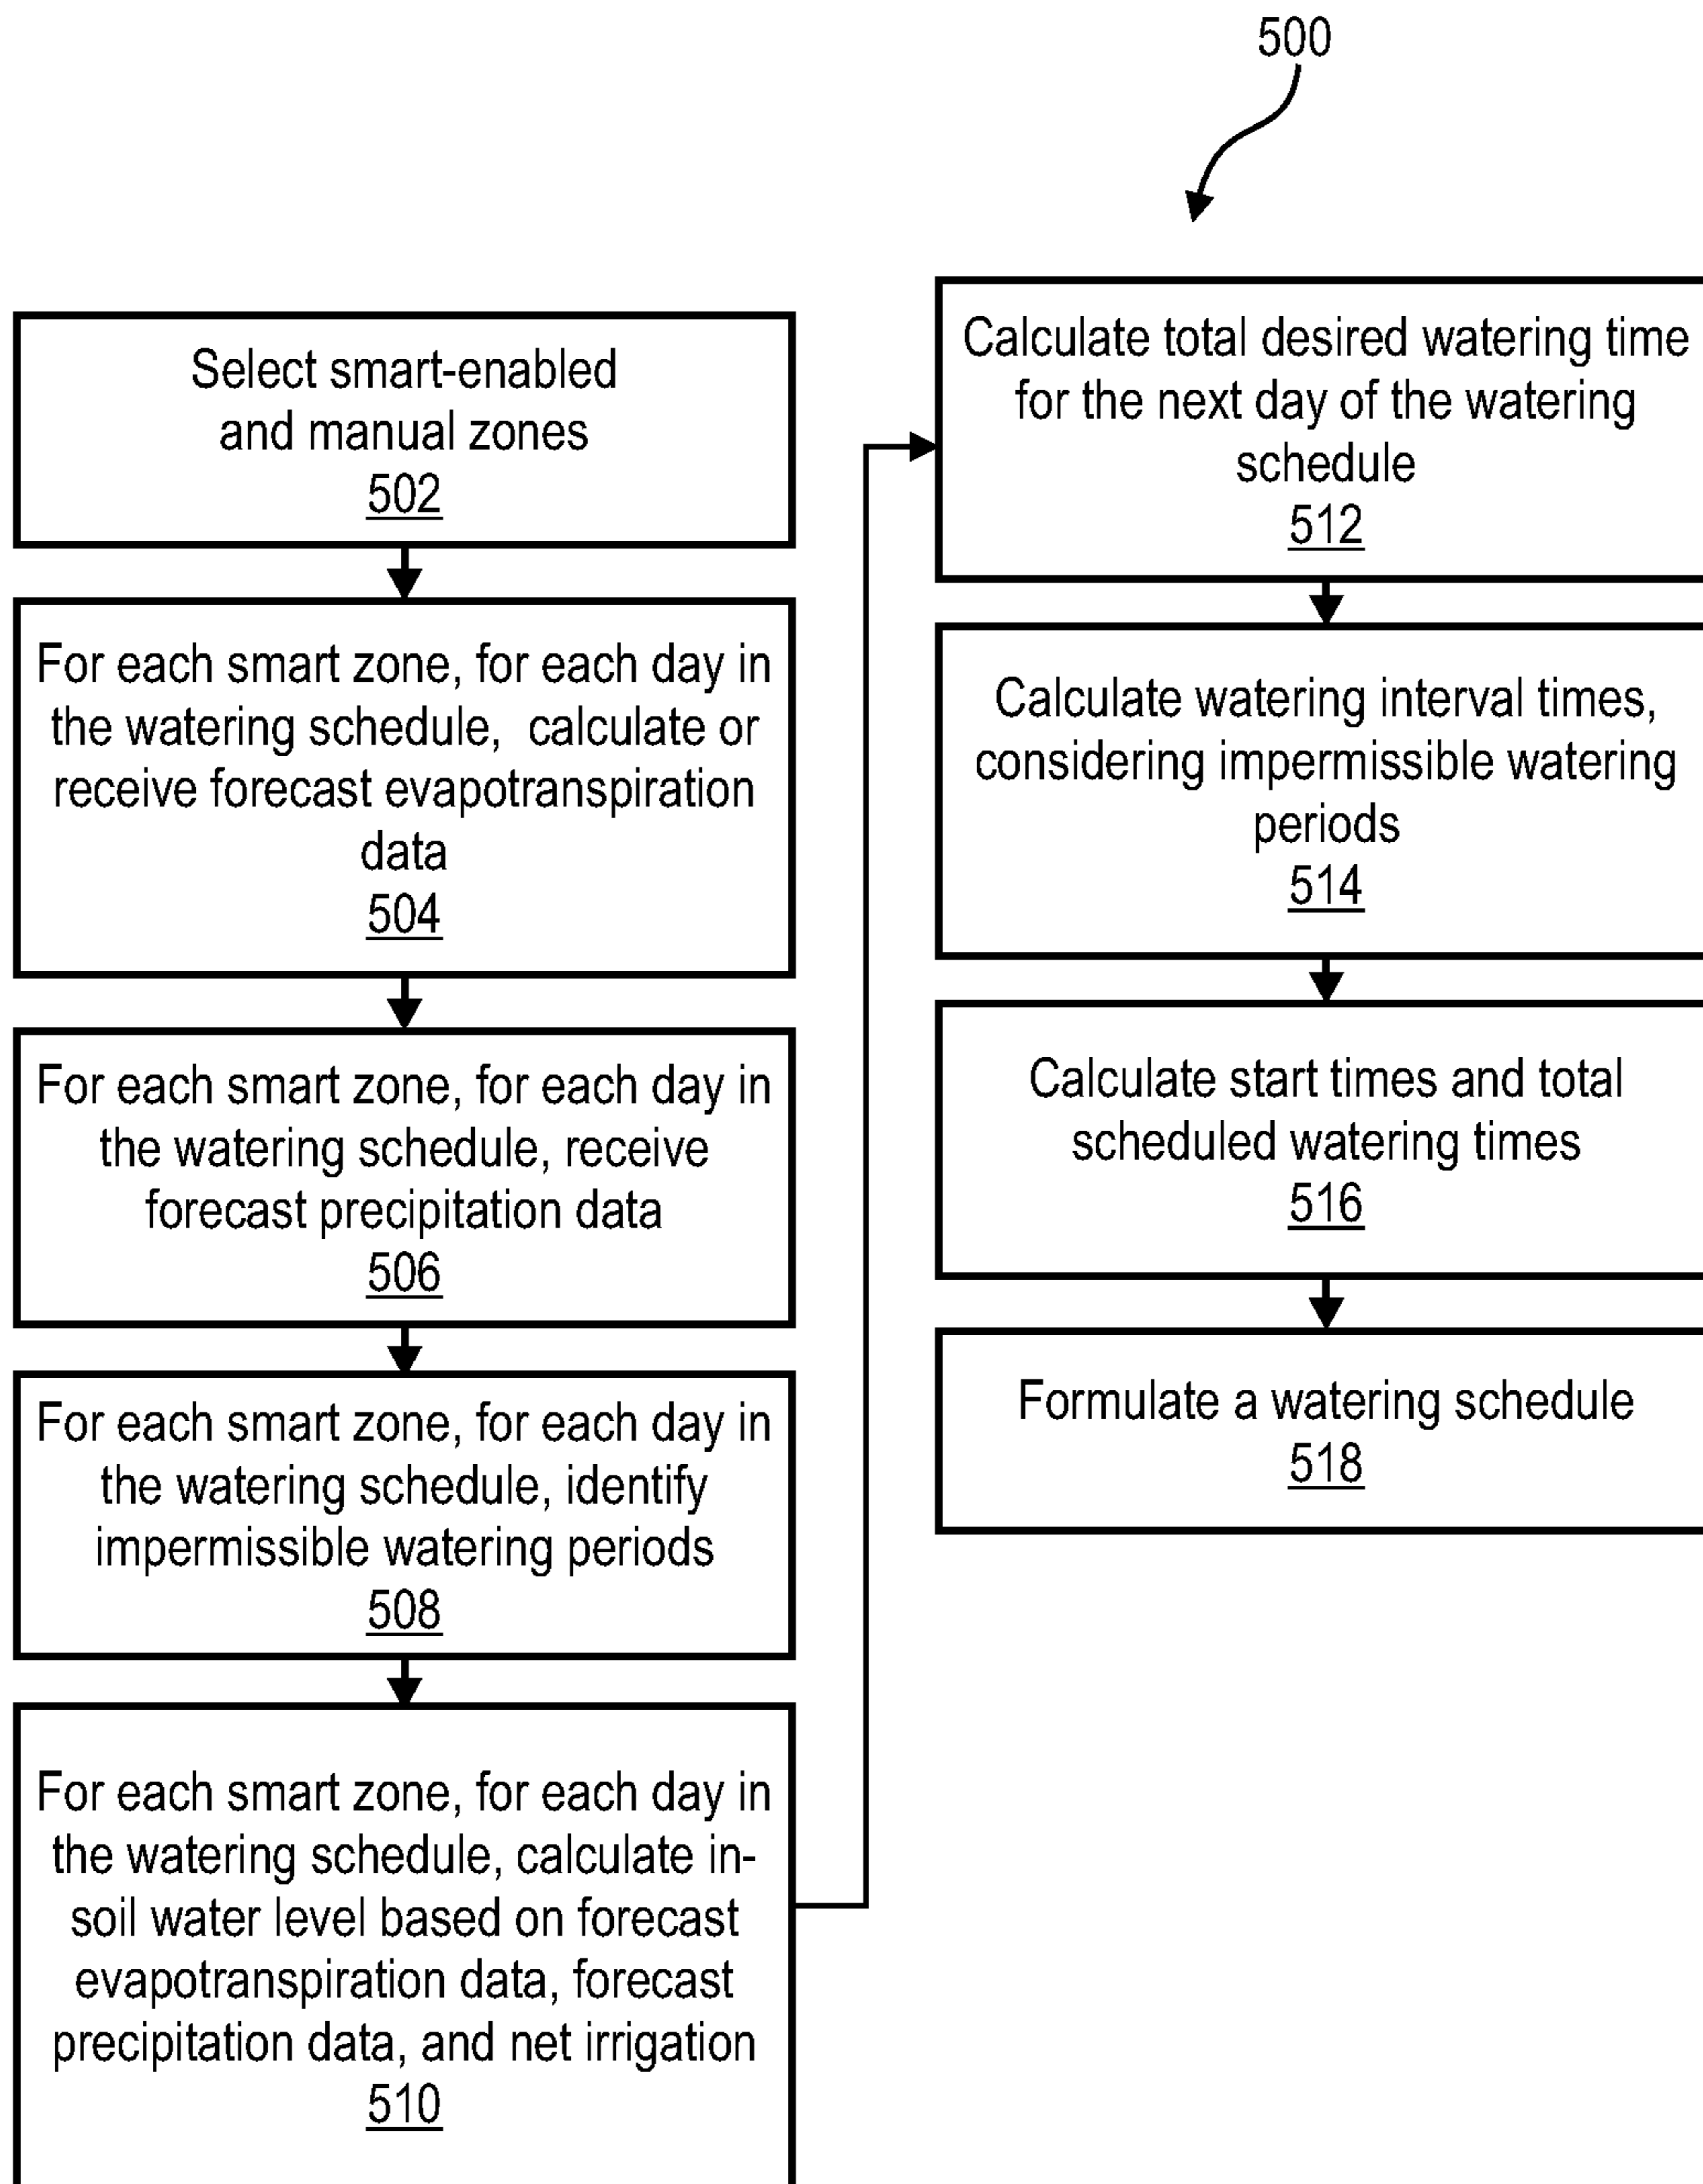 500
Select smart-enabled
and manual zones
502
For each smart zone, for each day in
the watering schedule, calculate or
receive forecast evapotranspiration
data
504
For each smart zone, for each day in
the watering schedule, receive
forecast precipitation data
506
For each smart zone, for each day in
the watering schedule, identify
impermissible watering periods
508
For each smart zone, for each day in
the watering schedule, calculate in-
soil water level based on forecast
evapotranspiration data, forecast
precipitation data, and net irrigation
510
Calculate total desired watering time
for the next day of the watering
schedule
512
Calculate watering interval times,
considering impermissible watering
periods
514
Calculate start times and total
scheduled watering times
516
Formulate a watering schedule
518